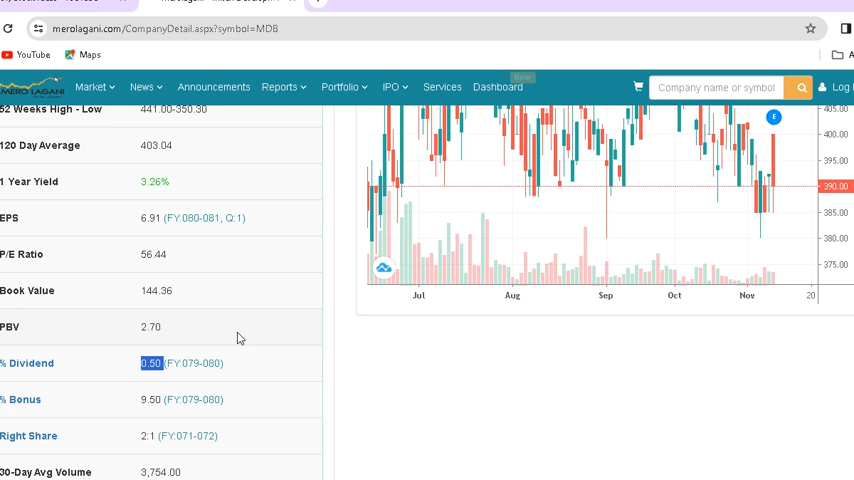 merolagani.com/CompanyDetail.aspx?symbol=MDB
YouTube
Maps
MERO LAGANI
Market
News
Announcements
Reports
Portfolio
IPO
Services
Dashboard
New
Company name or symbol
Log
52 Weeks High - Low 441.00-350.30
120 Day Average 403.04
1 Year Yield 3.26%
EPS 6.91 (FY:080-081, Q:1)
P/E Ratio 56.44
Book Value 144.36
PBV 2.70
% Dividend 0.50 (FY:079-080)
% Bonus 9.50 (FY:079-080)
Right Share 2:1 (FY:071-072)
30-Day Avg Volume 3,754.00
E
405.00
400.00
395.00
390.00
385.00
380.00
375.00
Jul Aug Sep Oct Nov 20